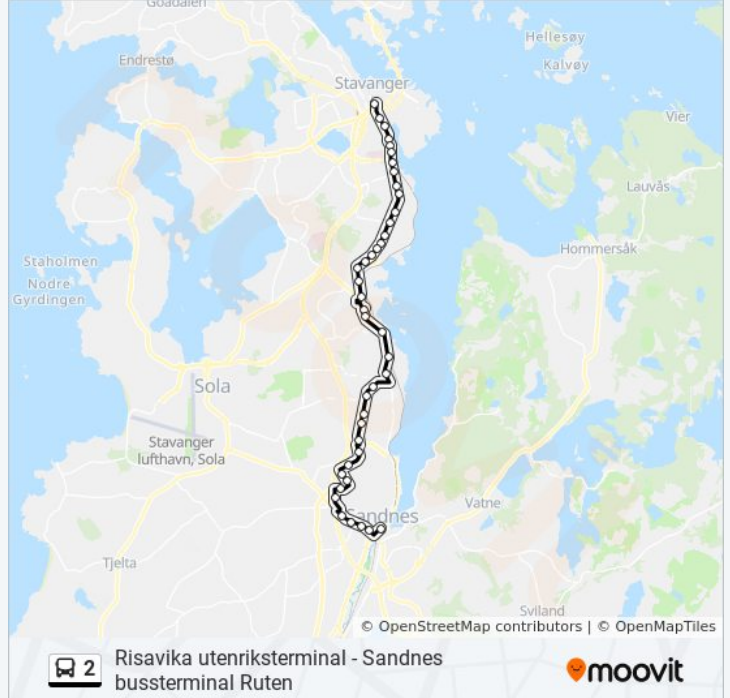 Goadalen
Endrestø
Stavanger
Hellesøy
Kalvøy
Vier
Lauvås
Hommersåk
Staholmen
Nodre
Gyrdingen
Sola
Stavanger
lufthavn, Sola
Vatne
Sandnes
Tjelta
Sviland
© OpenStreetMap contributors | © OpenMapTiles
2
Risavika utenriksterminal - Sandnes
bussterminal Ruten
moovit